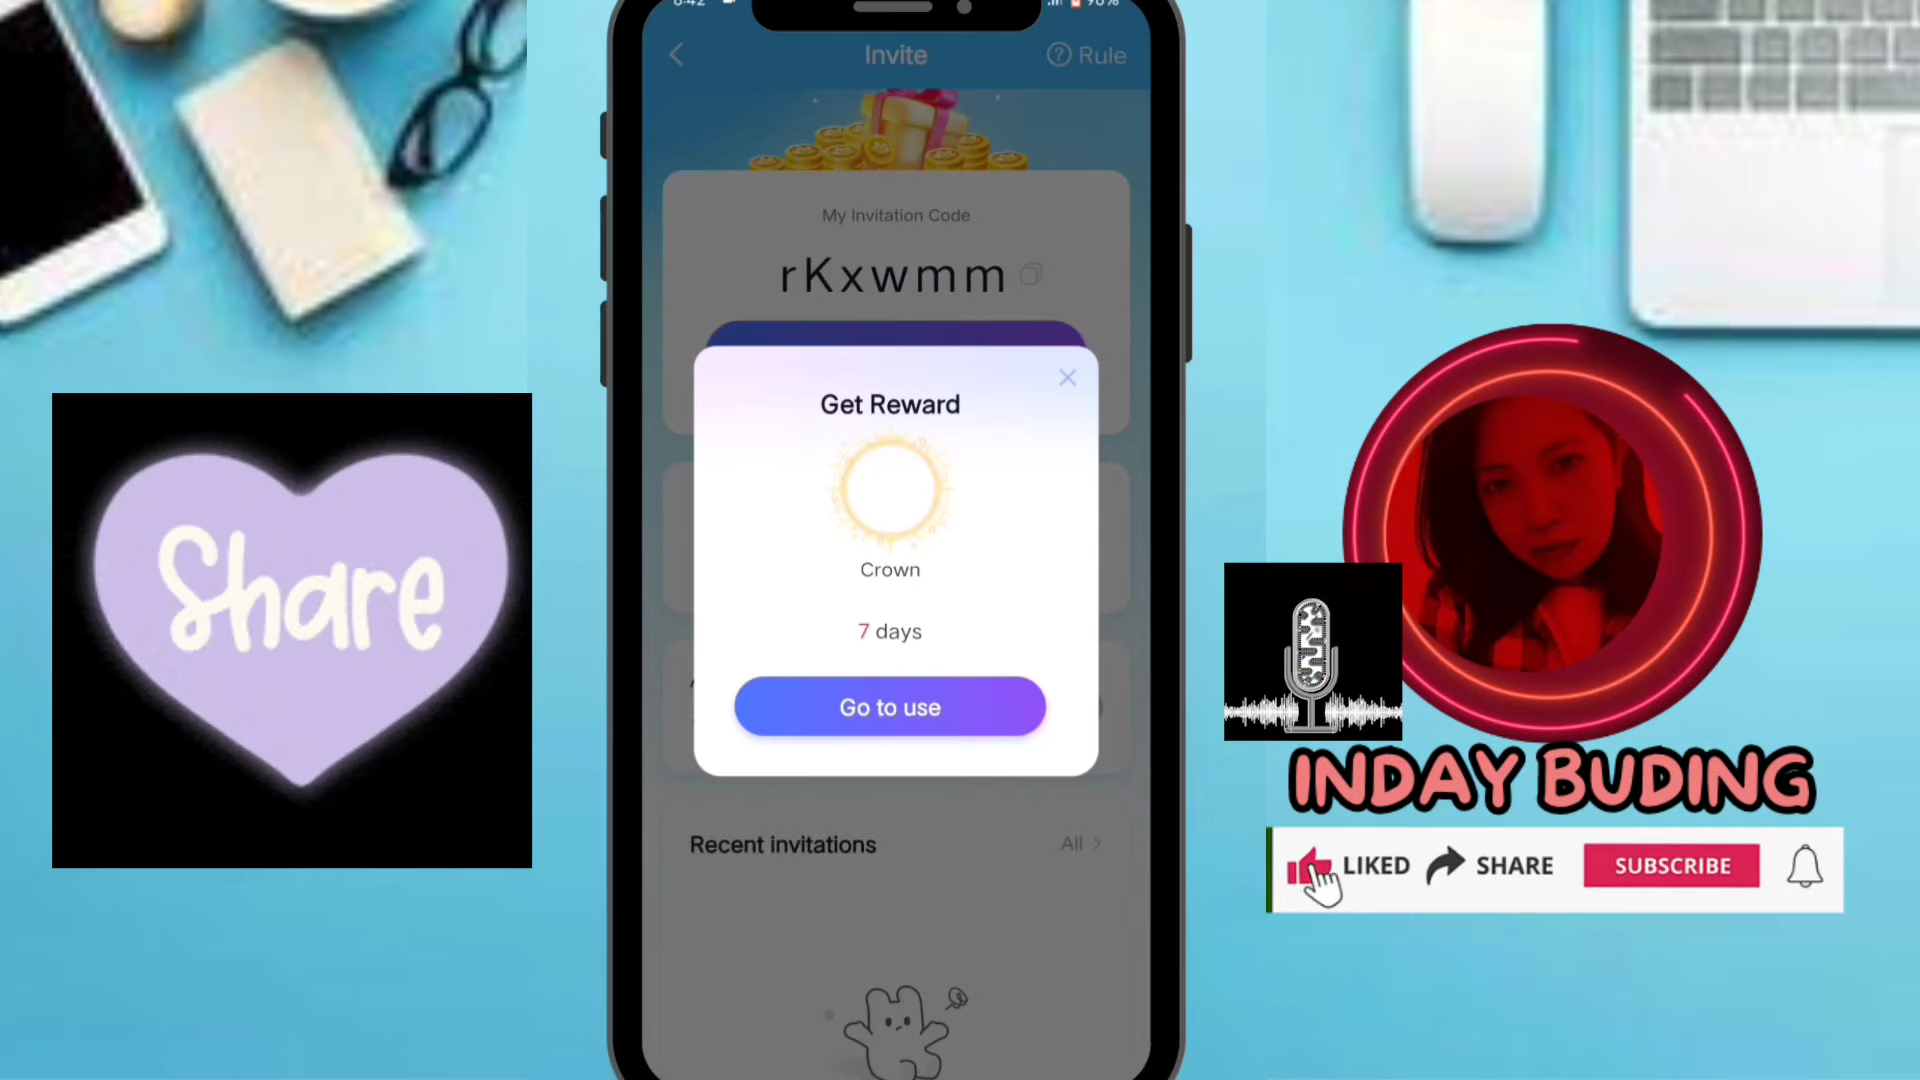 Invite
Rule
My Invitation Code
rKxwmm
Get Reward
Crown
7 days
Go to use
Recent invitations
All
Share
INDAY BUDING
LIKED
SHARE
SUBSCRIBE